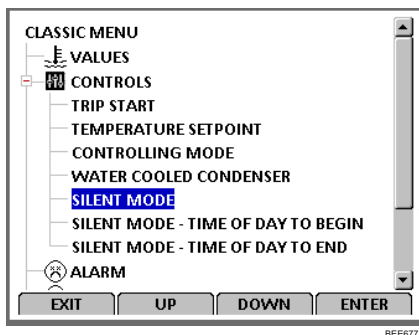 CLASSIC MENU
VALUES
CONTROLS
TRIP START
TEMPERATURE SETPOINT
CONTROLLING MODE
WATER COOLED CONDENSER
SILENT MODE
SILENT MODE - TIME OF DAY TO BEGIN
SILENT MODE - TIME OF DAY TO END
ALARM
EXIT UP DOWN ENTER